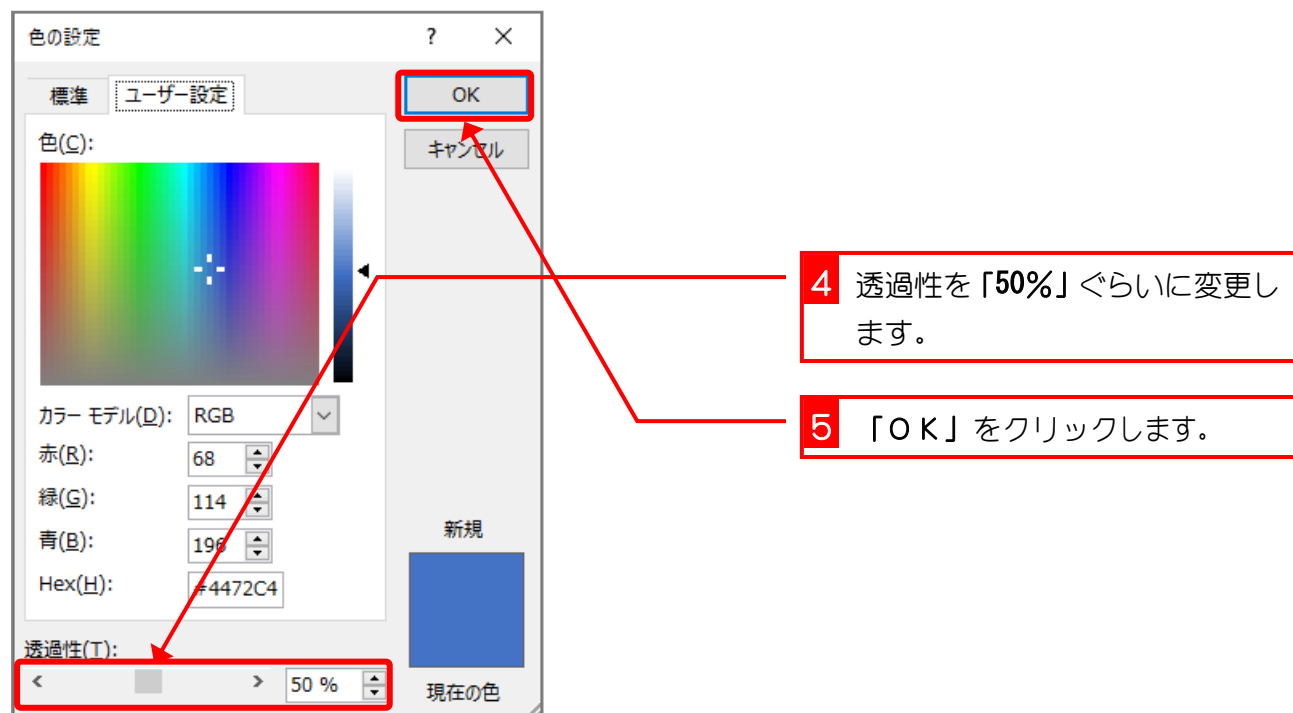 色の設定 ? ×
標準 ユーザー設定
OK
キャンセル
色(C):
カラー モデル(D): RGB
赤(R): 68
緑(G): 114
青(B): 196
Hex(H): #4472C4
透過性(T):
< > 50 %
新規
現在の色
4 透過性を「50%」ぐらいに変更し
ます。
5 「OK」をクリックします。